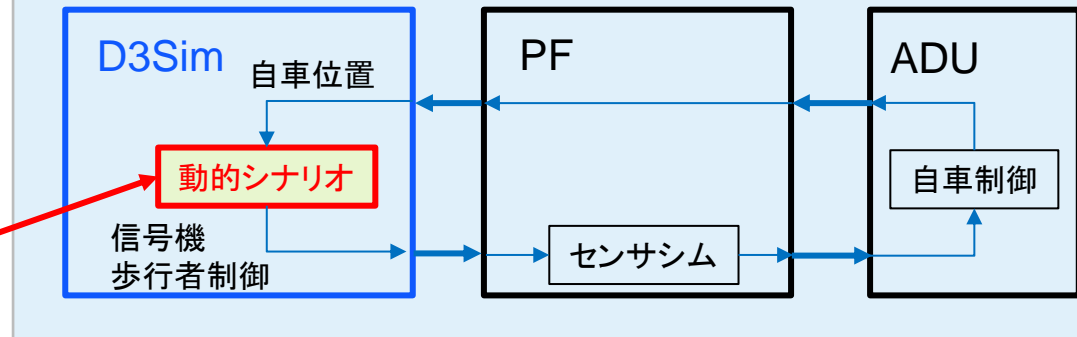 D3Sim
PF
ADU
自車位置
動的シナリオ
自車制御
信号機
歩行者制御
センサシム